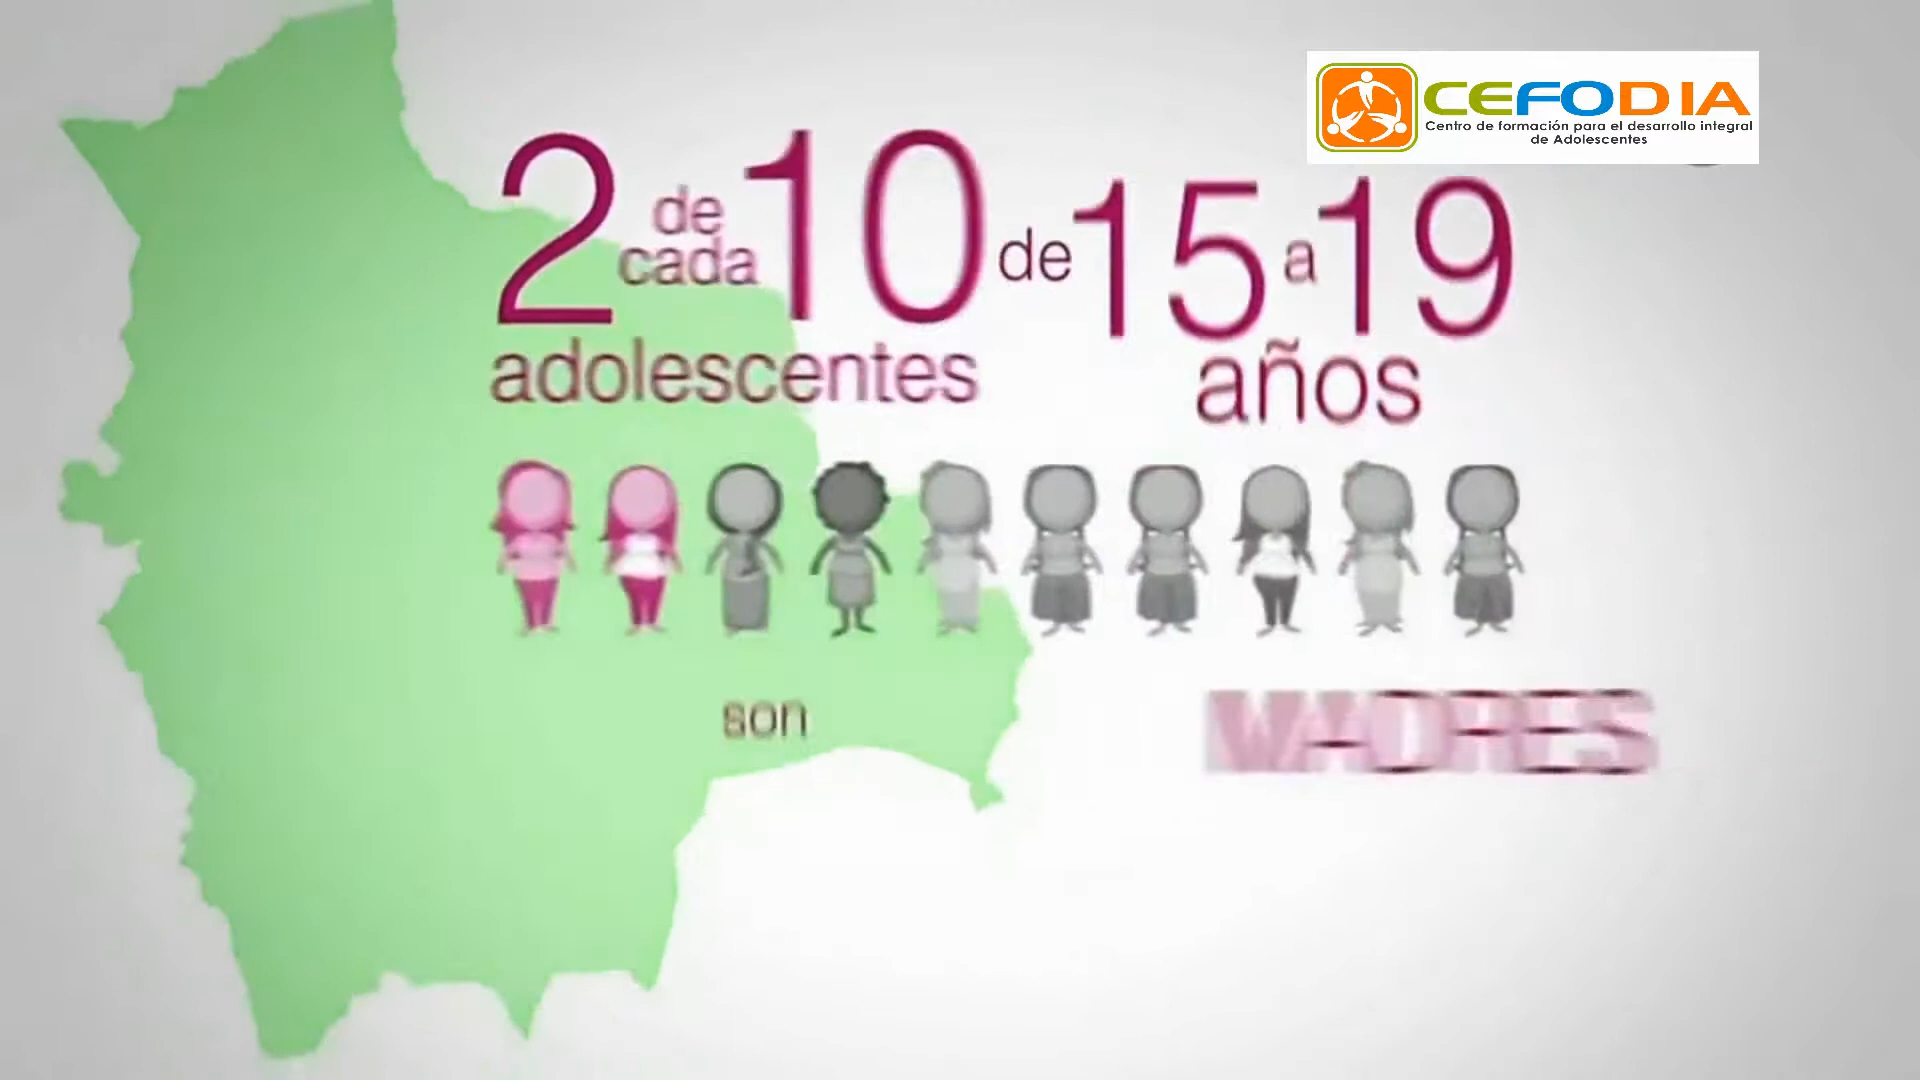 CEFODIA
Centro de formación para el desarrollo integral
de Adolescentes
2 de cada 10 de 15 a 19
adolescentes años
son MADRES